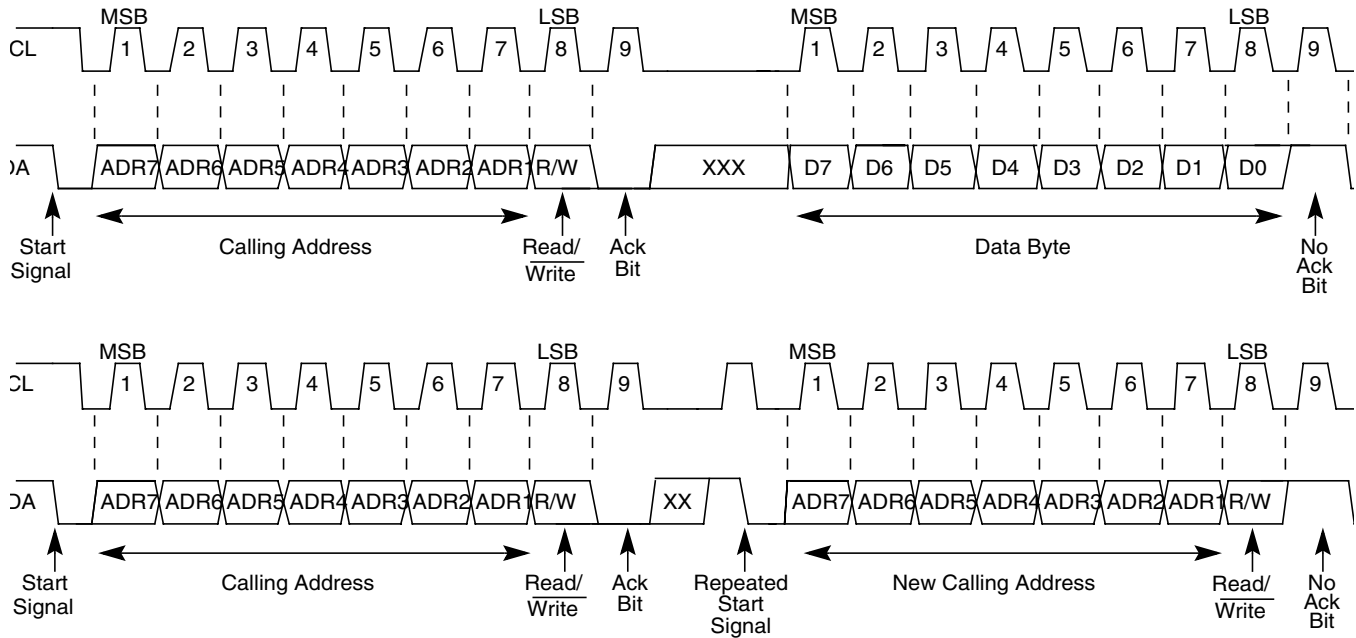 MSB LSB MSB LSB
CL 1 2 3 4 5 6 7 8 9 1 2 3 4 5 6 7 8 9
DA ADR7 ADR6 ADR5 ADR4 ADR3 ADR2 ADR1 R/W XXX D7 D6 D5 D4 D3 D2 D1 D0
Start Signal
Calling Address
Read/
Write
Ack
Bit
Data Byte
No
Ack
Bit
MSB LSB MSB LSB
CL 1 2 3 4 5 6 7 8 9 1 2 3 4 5 6 7 8 9
DA ADR7 ADR6 ADR5 ADR4 ADR3 ADR2 ADR1 R/W XX ADR7 ADR6 ADR5 ADR4 ADR3 ADR2 ADR1 R/W
Start
Signal
Calling Address
Read/
Write
Ack
Bit
Repeated
Start
Signal
New Calling Address
Read/
Write
No
Ack
Bit